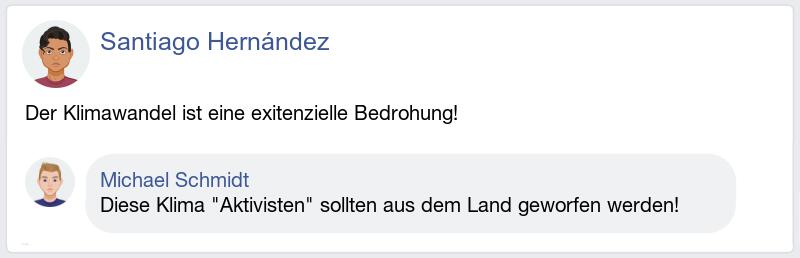 Santiago Hernández
Der Klimawandel ist eine exitenzielle Bedrohung!
Michael Schmidt
Diese Klima "Aktivisten" sollten aus dem Land geworfen werden!